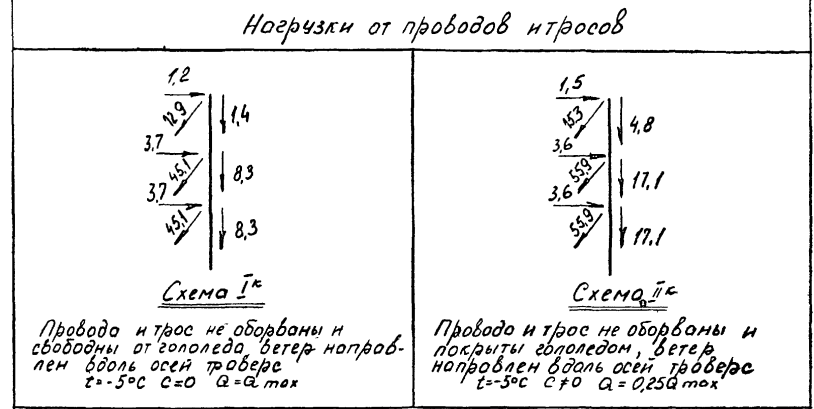 Нагрузки от проводов и тросов
1,2
12,9
1,4
3,7
45,1
8,3
3,7
45,1
8,3
Схема Iк
Провода и трос не оборваны и
свободны от гололеда, ветер направ-
лен вдоль осей траверс
t=-5°C C=0 Q=Q max
1,5
15,3
4,8
3,6
55,9
17,1
3,6
55,9
17,1
Схема IIк
Провода и трос не оборваны и
покрыты гололедом, ветер
направлен вдоль осей траверс
t=-5°C C≠0 Q=0,25Q max